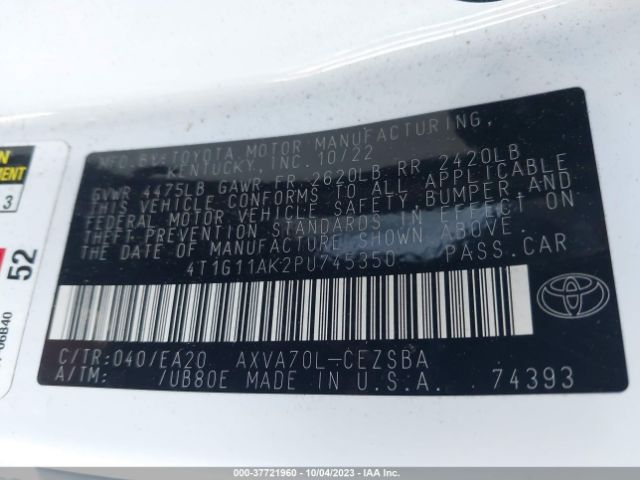 MFD.BY:TOYOTA MOTOR MANUFACTURING,
KENTUCKY, INC. 10/22
GVWR 4475LB GAWR FR 2620LB RR 2420LB
THIS VEHICLE CONFORMS TO ALL APPLICABLE
FEDERAL MOTOR VEHICLE SAFETY, BUMPER, AND
THEFT PREVENTION STANDARDS IN EFFECT ON
THE DATE OF MANUFACTURE SHOWN ABOVE.
4T1G11AK2PU745350 PASS.CAR
C/TR:040/EA20 AXVA70L-CEZSBA
A/TM: /UB80E MADE IN U.S.A. 74393
3
52
06B40
000-37721960 - 10/04/2023 - IAA Inc.